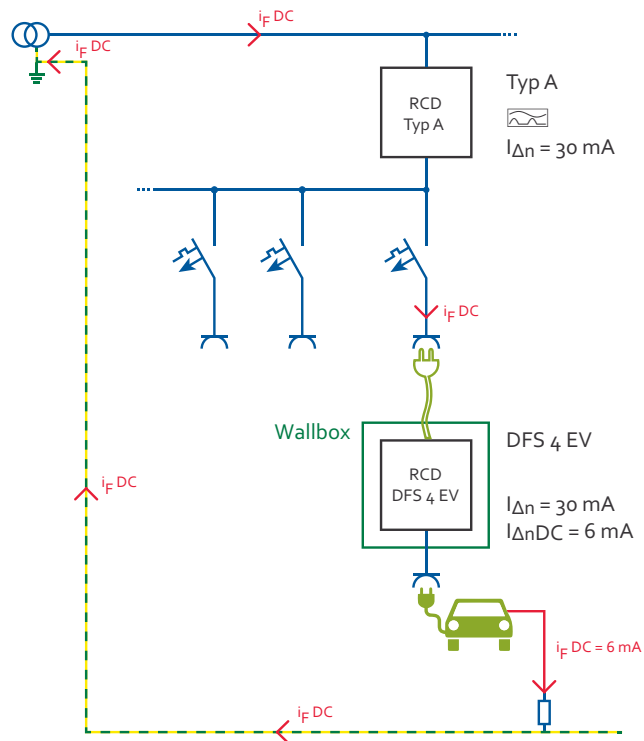 iF DC
iF DC
RCD
Typ A
Typ A
IΔn = 30 mA
iF DC
Wallbox
DFS 4 EV
RCD
DFS 4 EV
IΔn = 30 mA
IΔnDC = 6 mA
iF DC
iF DC = 6 mA
iF DC